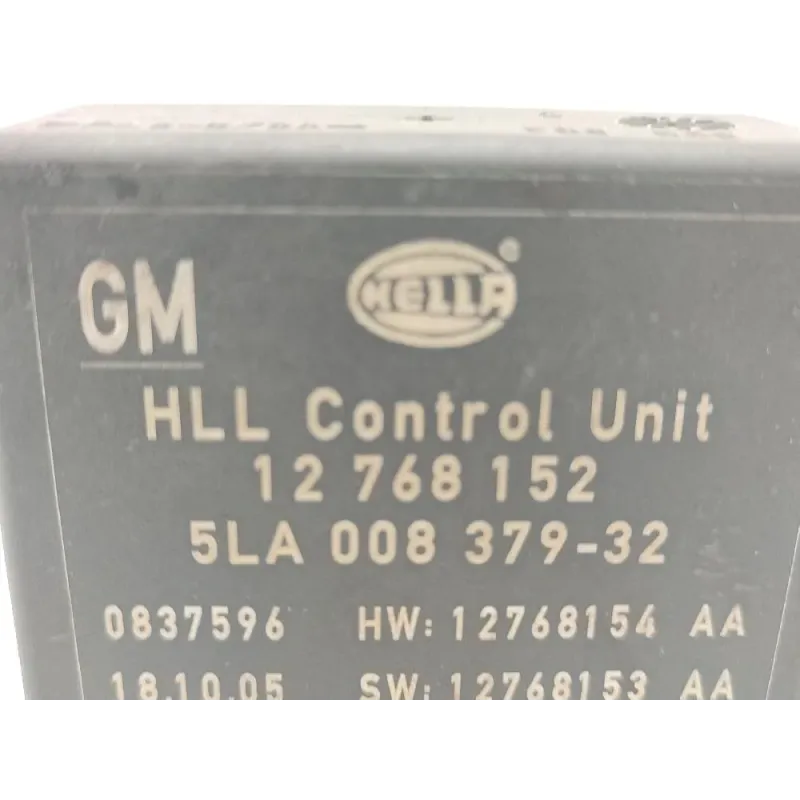 GM HELLA ®
HLL Control Unit
12 768 152
5LA 008 379-32
0837596 HW: 12768154 AA
18.10.05 SW: 12768153 AA